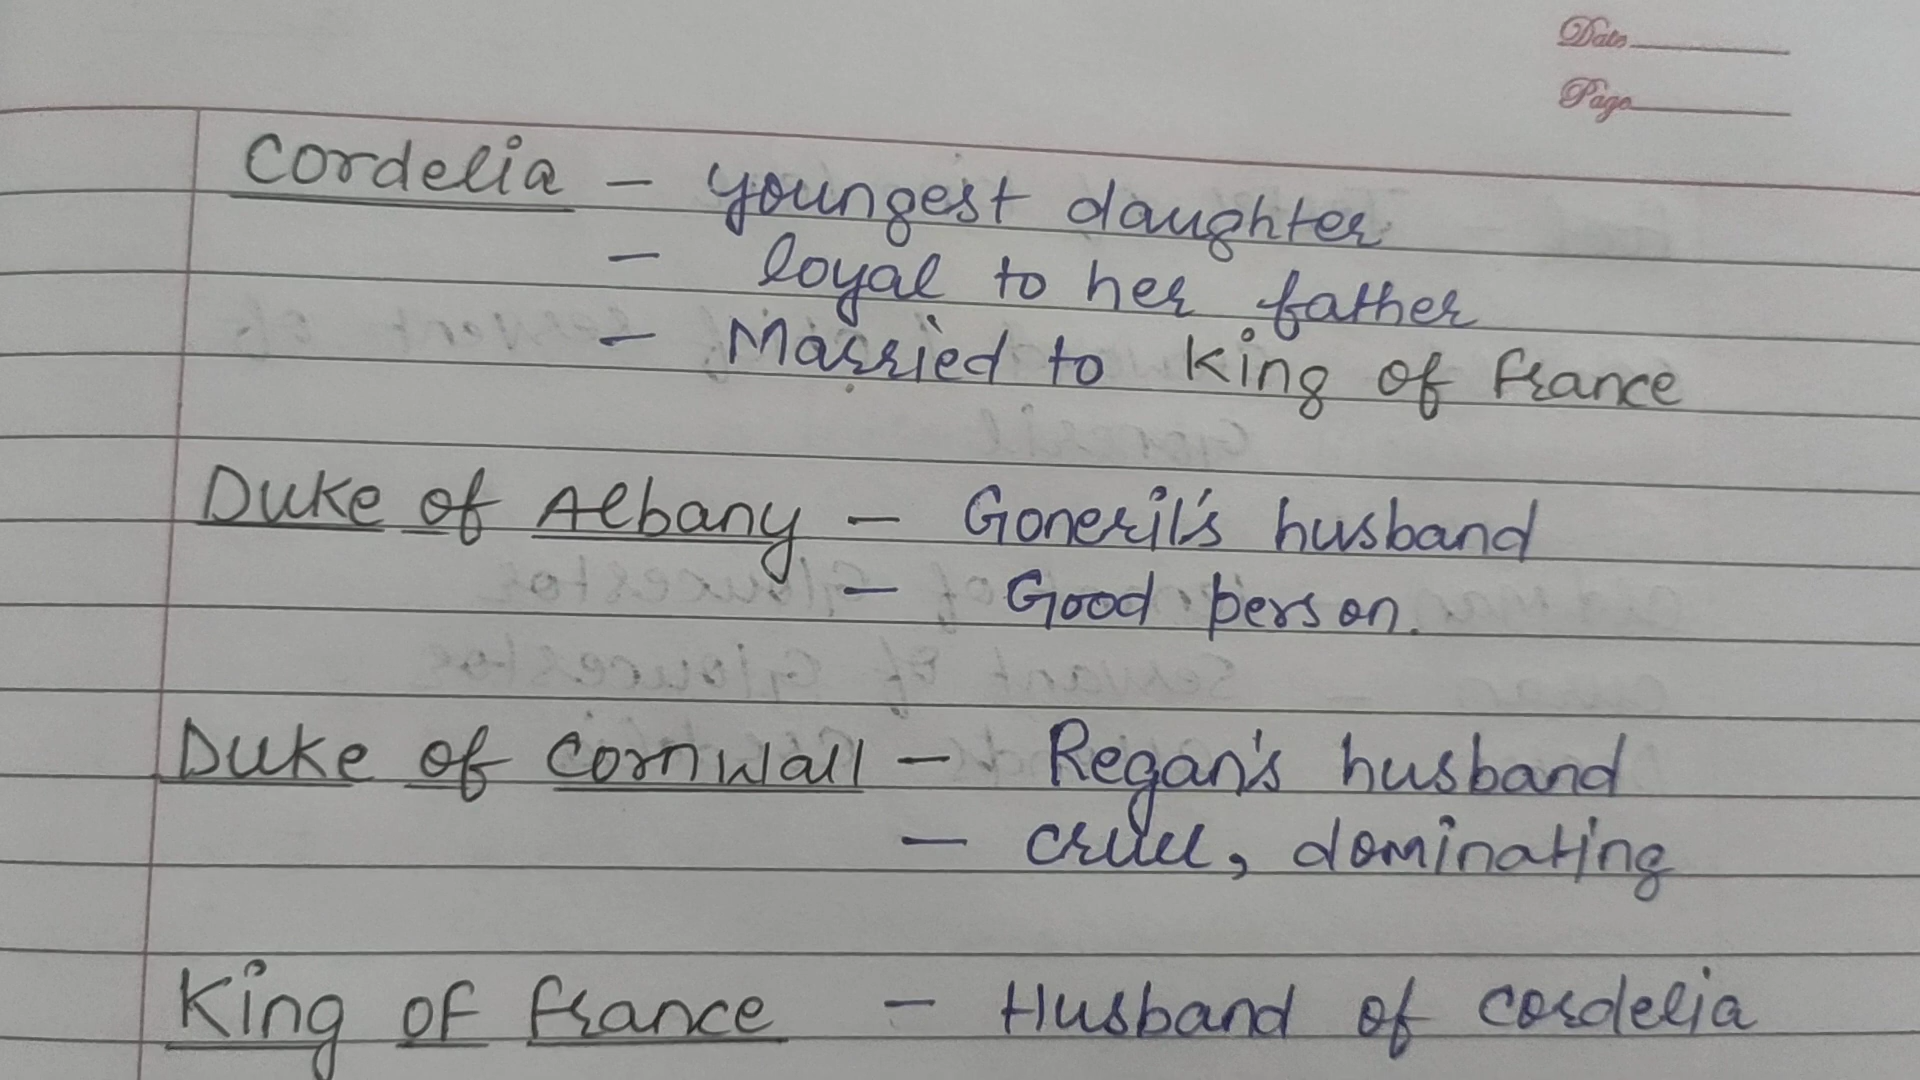 Date
Page
Cordelia – youngest daughter
– loyal to her father
– Married to King of France
Duke of Albany – Goneril's husband
– Good person.
Duke of Cornwall – Regan's husband
– cruel, dominating
King of France – Husband of Cordelia